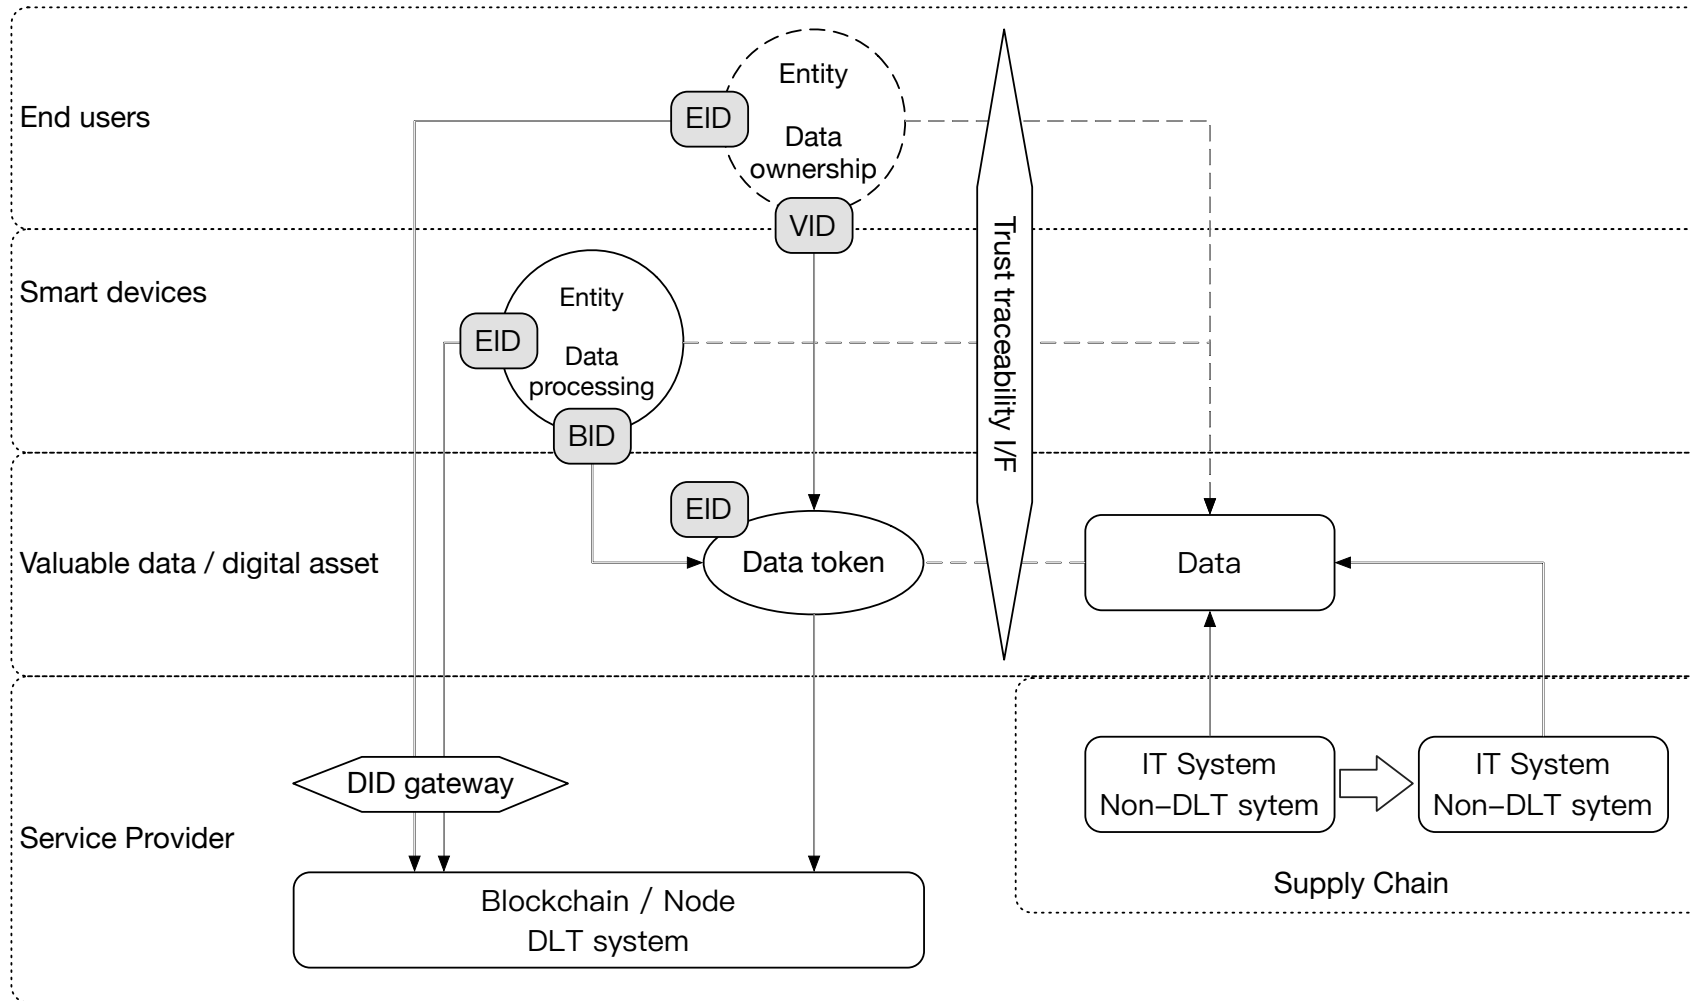 End users
Entity
EID
Data
ownership
VID
Smart devices
Entity
EID
Data
processing
BID
Trust traceability I/F
Valuable data / digital asset
EID
Data token
Data
DID gateway
Service Provider
Blockchain / Node
DLT system
IT System
Non–DLT sytem
IT System
Non–DLT sytem
Supply Chain